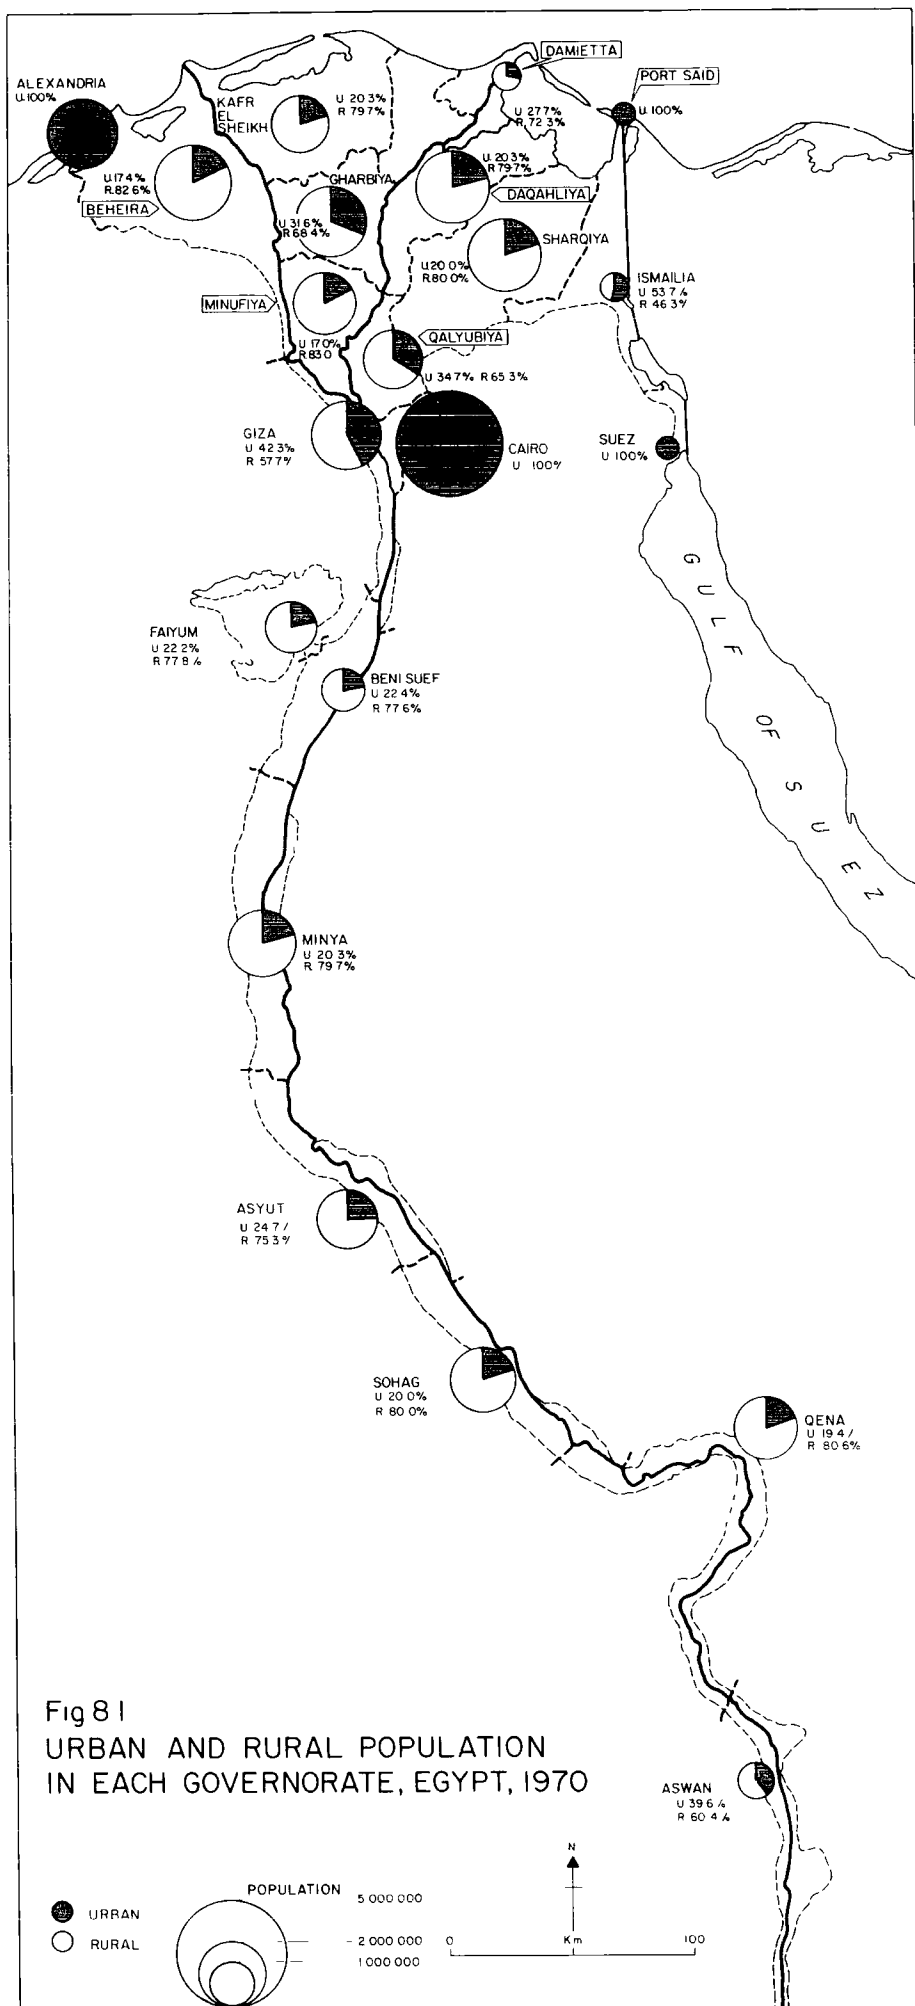 ALEXANDRIA
U.100%
KAFR
EL
SHEIKH
U 20.3%
R 79.7%
DAMIETTA
U 27.7%
R.72.3%
PORT SAID
U. 100%
U.17.4%
R.82.6%
BEHEIRA
GHARBIYA
U 31.6%
R 68.4%
U.20.3%
R.79.7%
DAQAHLIYA
SHARQIYA
U.20.0%
R.80.0%
ISMAILIA
U 53.7%
R 46.3%
MINUFIYA
U 17.0%
R.83.0
QALYUBIYA
U 34.7% R 65.3%
GIZA
U 42.3%
R 57.7%
CAIRO
U 100%
SUEZ
U 100%
GULF OF SUEZ
FAIYUM
U 22.2%
R 77.8%
BENI SUEF
U 22.4%
R 77.6%
MINYA
U 20.3%
R 79.7%
ASYUT
U 24.7%
R 75.3%
SOHAG
U 20.0%
R 80.0%
QENA
U 19.4%
R 80.6%
Fig 8 1
URBAN AND RURAL POPULATION
IN EACH GOVERNORATE, EGYPT, 1970
ASWAN
U 39.6%
R 60.4%
N
POPULATION
5 000 000
2 000 000
1 000 000
URBAN
RURAL
0 Km 100